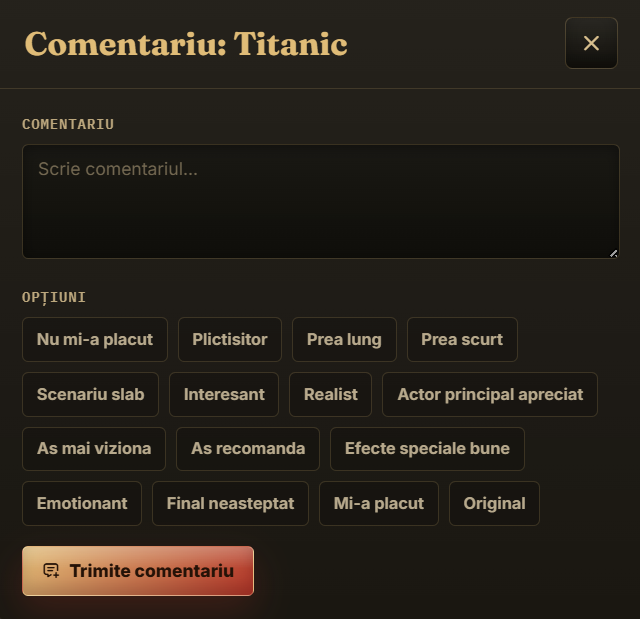 Comentariu: Titanic
COMENTARIU
Scrie comentariul...
OPȚIUNI
Nu mi-a placut Plictisitor Prea lung Prea scurt
Scenariu slab Interesant Realist Actor principal apreciat
As mai viziona As recomanda Efecte speciale bune
Emotionant Final neasteptat Mi-a placut Original
Trimite comentariu